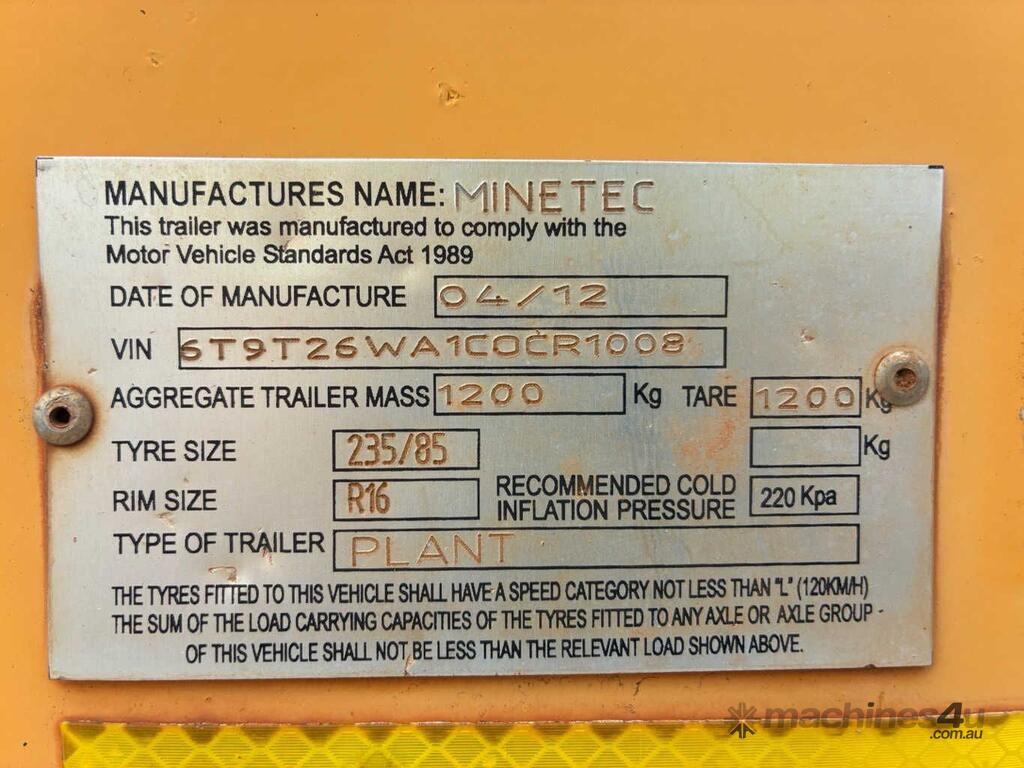 MANUFACTURES NAME: MINETEC
This trailer was manufactured to comply with the
Motor Vehicle Standards Act 1989
DATE OF MANUFACTURE 04/12
VIN 6T9T26WA1C0CR1008
AGGREGATE TRAILER MASS 1200 Kg TARE 1200 Kg
TYRE SIZE 235/85 Kg
RIM SIZE R16 RECOMMENDED COLD INFLATION PRESSURE 220 Kpa
TYPE OF TRAILER PLANT
THE TYRES FITTED TO THIS VEHICLE SHALL HAVE A SPEED CATEGORY NOT LESS THAN "L" (120KM/H)
THE SUM OF THE LOAD CARRYING CAPACITIES OF THE TYRES FITTED TO ANY AXLE OR AXLE GROUP
OF THIS VEHICLE SHALL NOT BE LESS THAN THE RELEVANT LOAD SHOWN ABOVE.
machines4u
.com.au